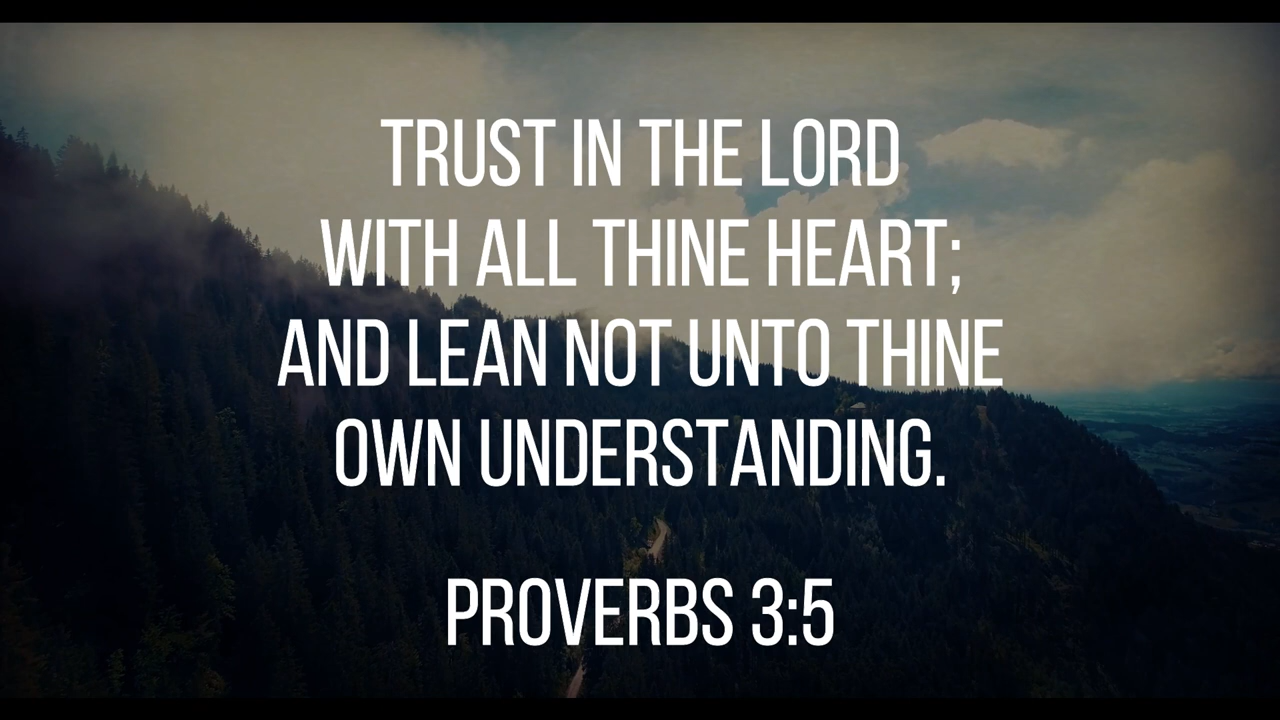 TRUST IN THE LORD
WITH ALL THINE HEART;
AND LEAN NOT UNTO THINE
OWN UNDERSTANDING.
PROVERBS 3:5